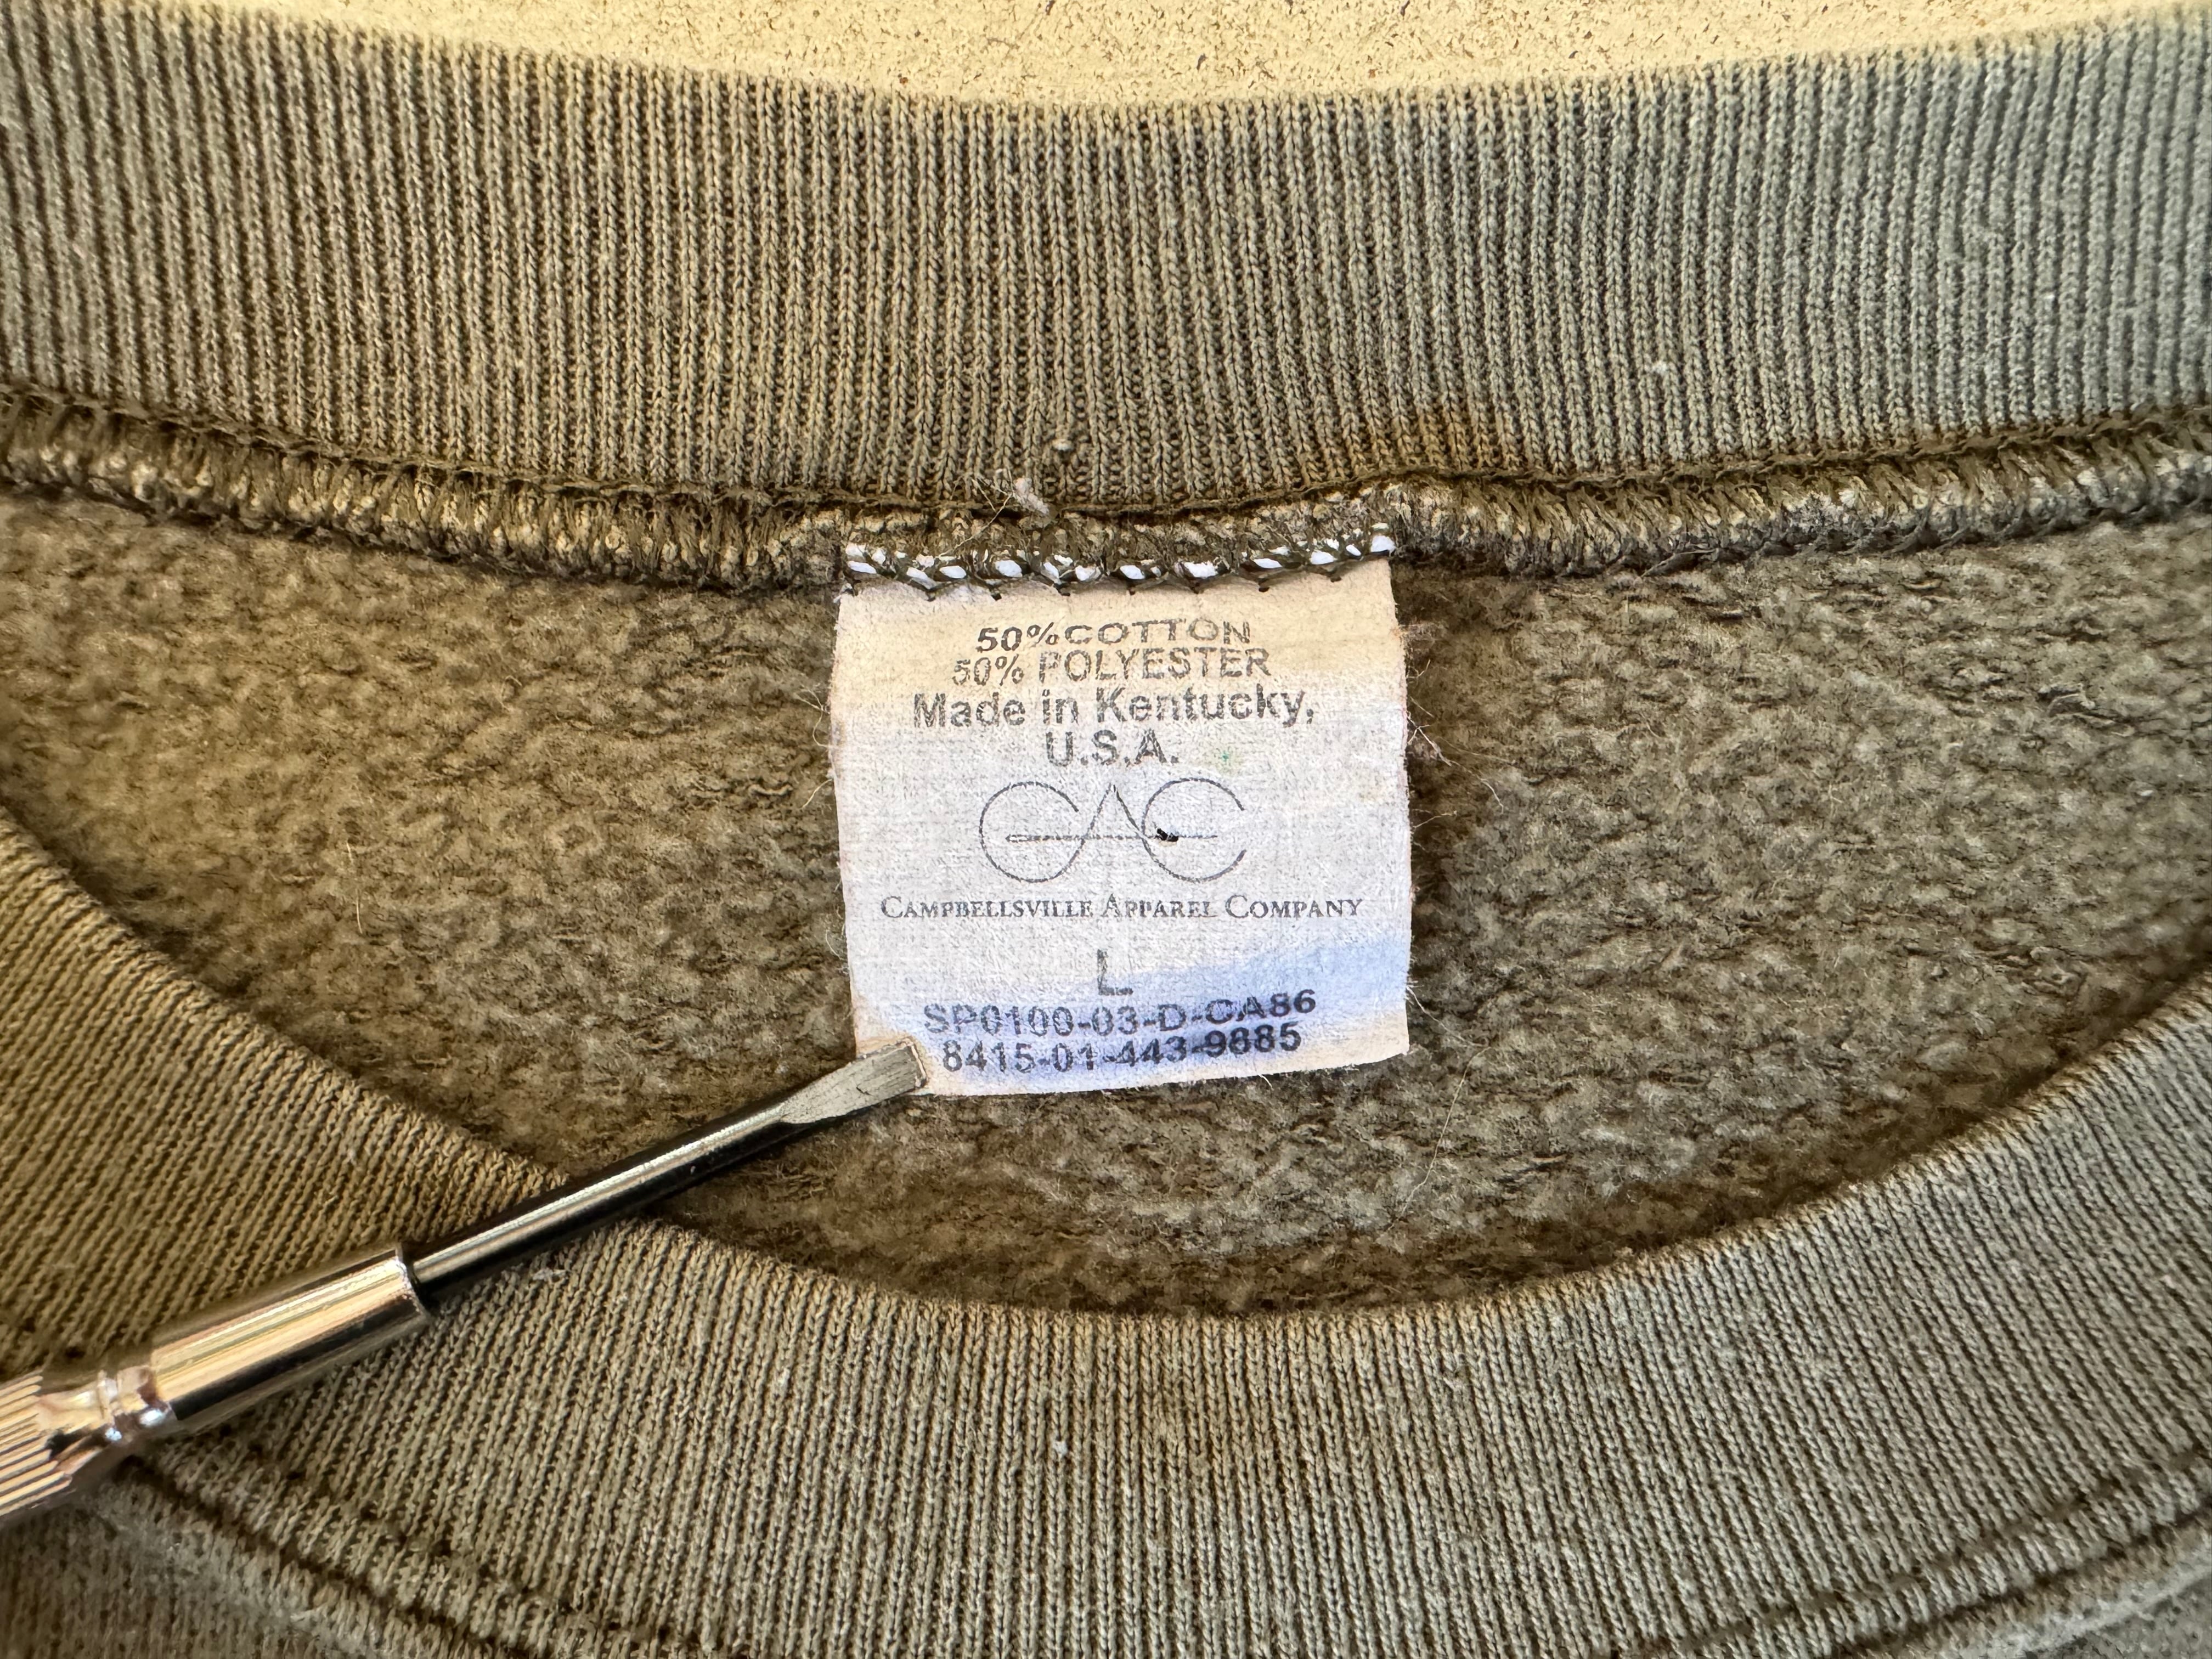 50%COTTON
50% POLYESTER
Made in Kentucky,
U.S.A.
CAC
CAMPBELLSVILLE APPAREL COMPANY
L
SP0100-03-D-CA86
8415-01-443-9885